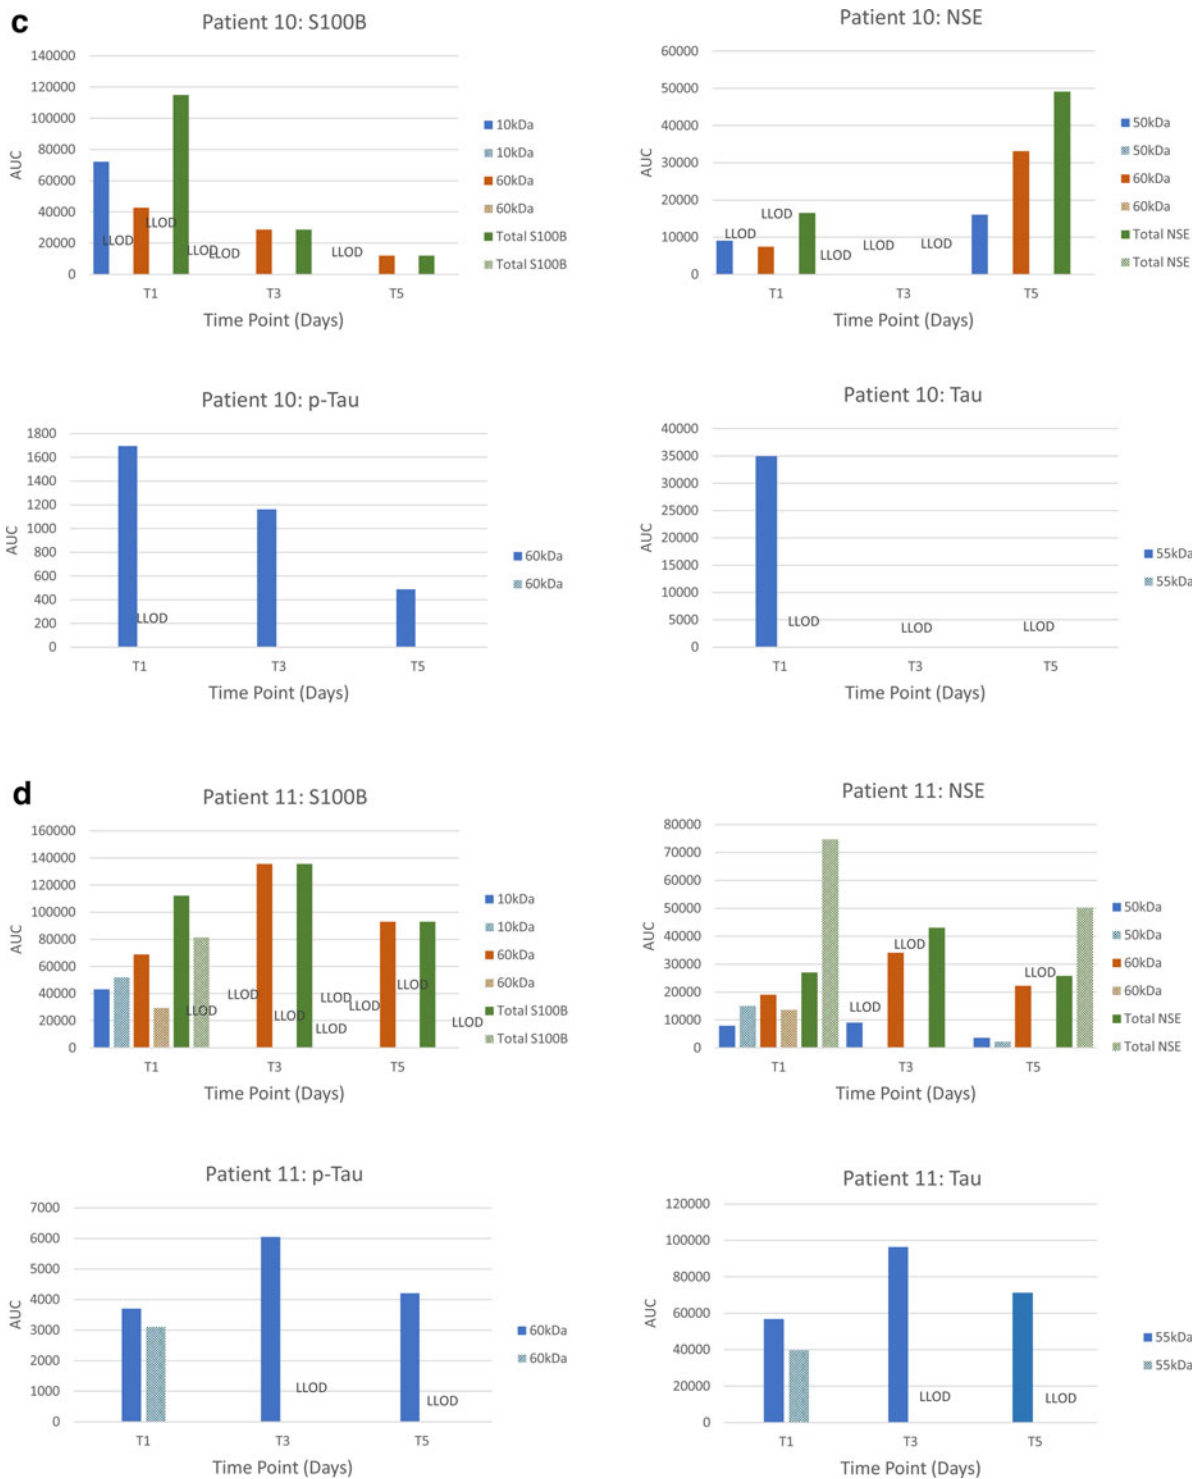 c
Patient 10: S100B
140000
120000
100000
80000
60000
40000
20000
0
AUC
LLOD
LLOD
LLOD
LLOD
LLOD
T1
T3
T5
Time Point (Days)
10kDa
10kDa
60kDa
60kDa
Total S100B
Total S100B
Patient 10: NSE
60000
50000
40000
30000
20000
10000
0
AUC
LLOD
LLOD
LLOD
LLOD
LLOD
T1
T3
T5
Time Point (Days)
50kDa
50kDa
60kDa
60kDa
Total NSE
Total NSE
Patient 10: p-Tau
1800
1600
1400
1200
1000
800
600
400
200
0
AUC
LLOD
T1
T3
T5
Time Point (Days)
60kDa
60kDa
Patient 10: Tau
40000
35000
30000
25000
20000
15000
10000
5000
0
AUC
LLOD
LLOD
LLOD
T1
T3
T5
Time Point (Days)
55kDa
55kDa
d
Patient 11: S100B
160000
140000
120000
100000
80000
60000
40000
20000
0
AUC
LLOD
LLOD
LLOD
LLOD
LLOD
LLOD
LLOD
LLOD
T1
T3
T5
Time Point (Days)
10kDa
10kDa
60kDa
60kDa
Total S100B
Total S100B
Patient 11: NSE
80000
70000
60000
50000
40000
30000
20000
10000
0
AUC
LLOD
LLOD
LLOD
T1
T3
T5
Time Point (Days)
50kDa
50kDa
60kDa
60kDa
Total NSE
Total NSE
Patient 11: p-Tau
7000
6000
5000
4000
3000
2000
1000
0
AUC
LLOD
LLOD
T1
T3
T5
Time Point (Days)
60kDa
60kDa
Patient 11: Tau
120000
100000
80000
60000
40000
20000
0
AUC
LLOD
LLOD
T1
T3
T5
Time Point (Days)
55kDa
55kDa